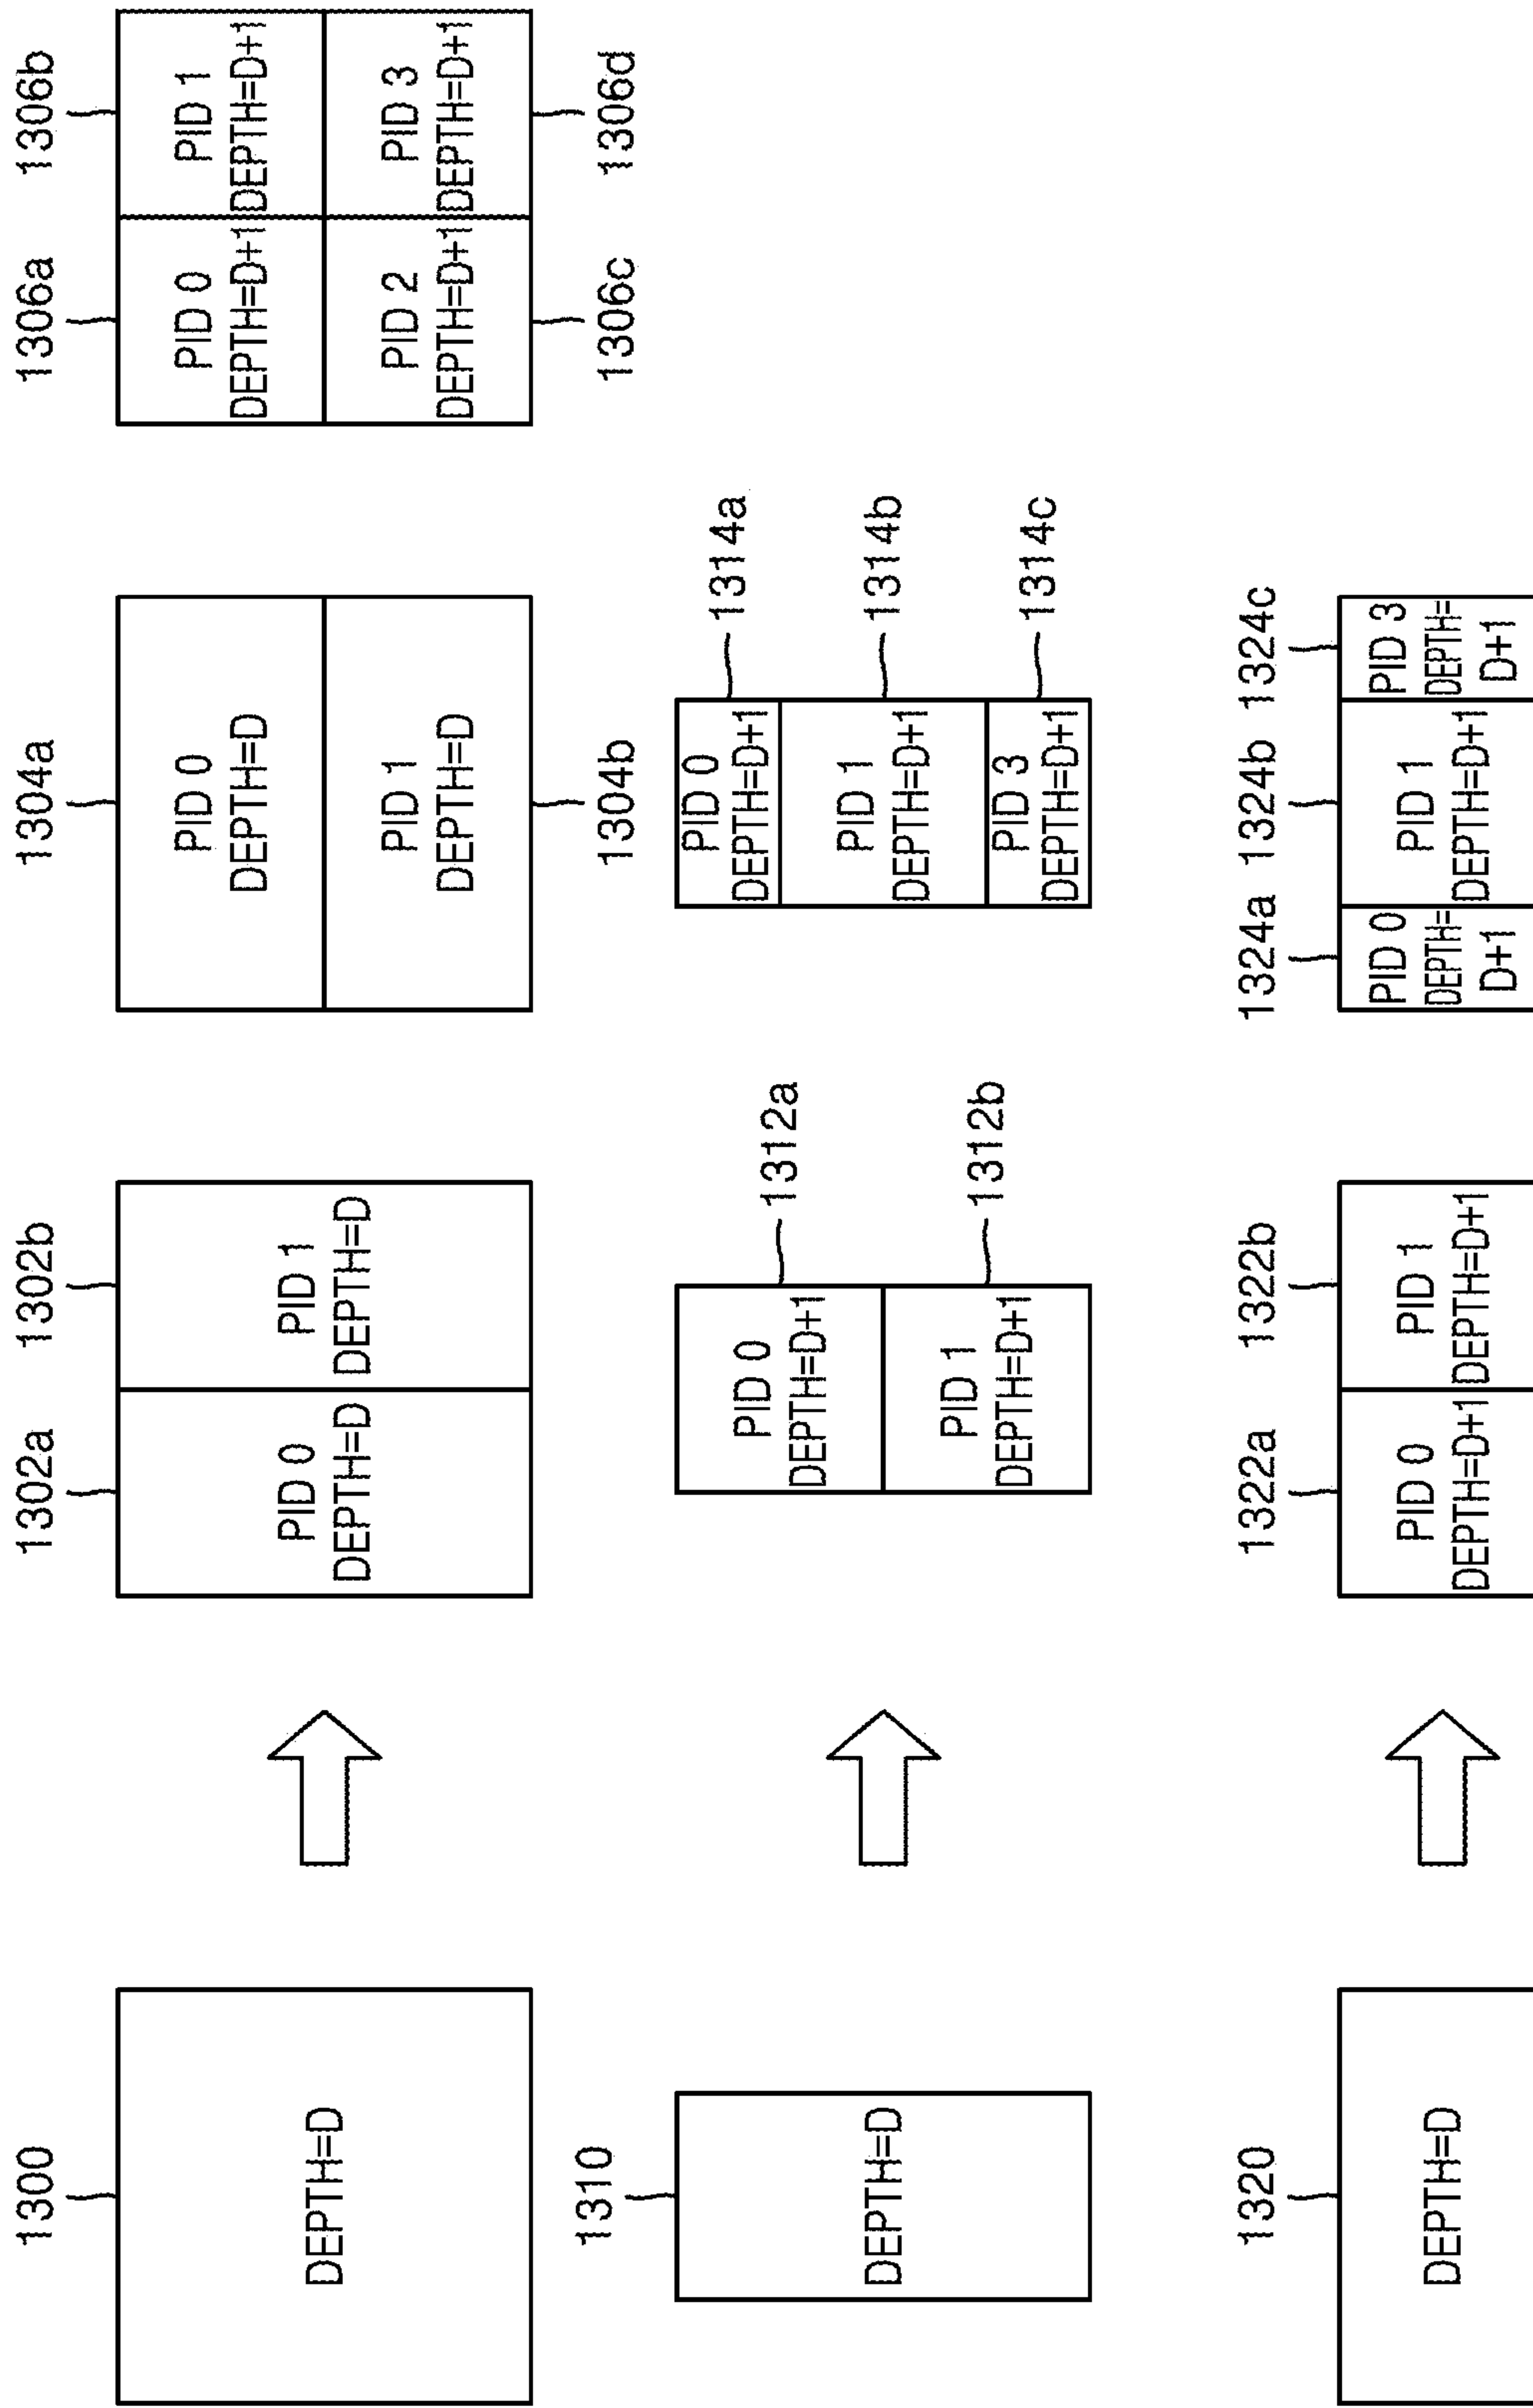 1300
DEPTH=D
1302a
1302b
PID 0
DEPTH=D
PID 1
DEPTH=D
1304a
PID 0
DEPTH=D
PID 1
DEPTH=D
1304b
1306a
1306b
PID 0
DEPTH=D+1
PID 1
DEPTH=D+1
PID 2
DEPTH=D+1
PID 3
DEPTH=D+1
1306c
1306d
1310
DEPTH=D
PID 0
DEPTH=D+1
1312a
PID 1
DEPTH=D+1
1312b
PID 0
DEPTH=D+1
1314a
PID 1
DEPTH=D+1
1314b
PID 3
DEPTH=D+1
1314c
1320
DEPTH=D
1322a
1322b
PID 0
DEPTH=D+1
PID 1
DEPTH=D+1
1324a
1324b
1324c
PID 0
DEPTH=
D+1
PID 1
DEPTH=D+1
PID 3
DEPTH=
D+1